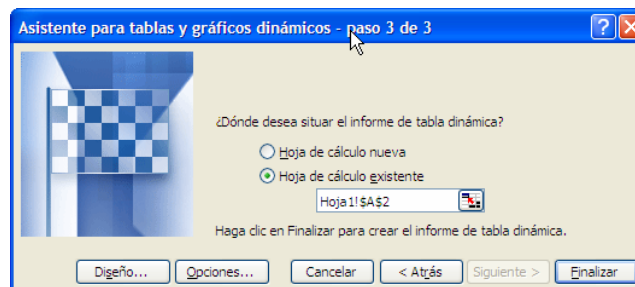 Asistente para tablas y gráficos dinámicos - paso 3 de 3
¿Dónde desea situar el informe de tabla dinámica?
Hoja de cálculo nueva
Hoja de cálculo existente
Hoja1!$A$2
Haga clic en Finalizar para crear el informe de tabla dinámica.
Diseño... Opciones... Cancelar < Atrás Siguiente > Finalizar